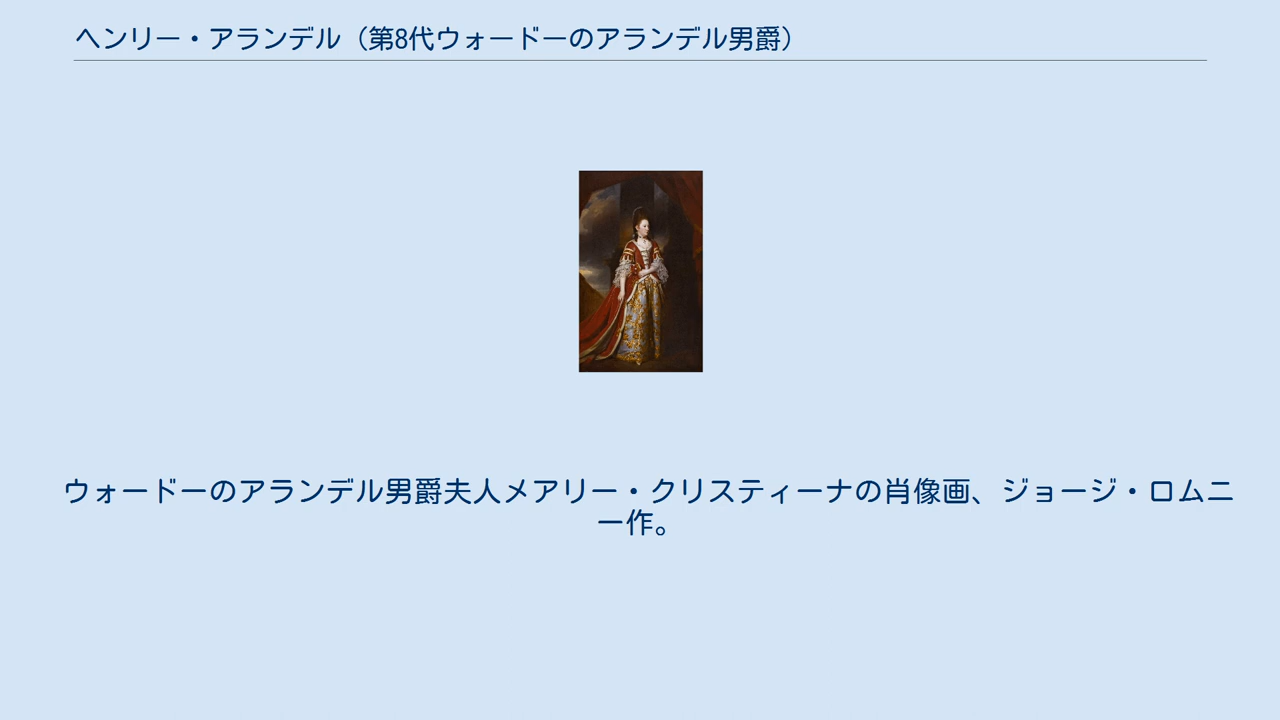 ヘンリー・アランデル（第8代ウォードーのアランデル男爵）
ウォードーのアランデル男爵夫人メアリー・クリスティーナの肖像画、ジョージ・ロムニ
ー作。